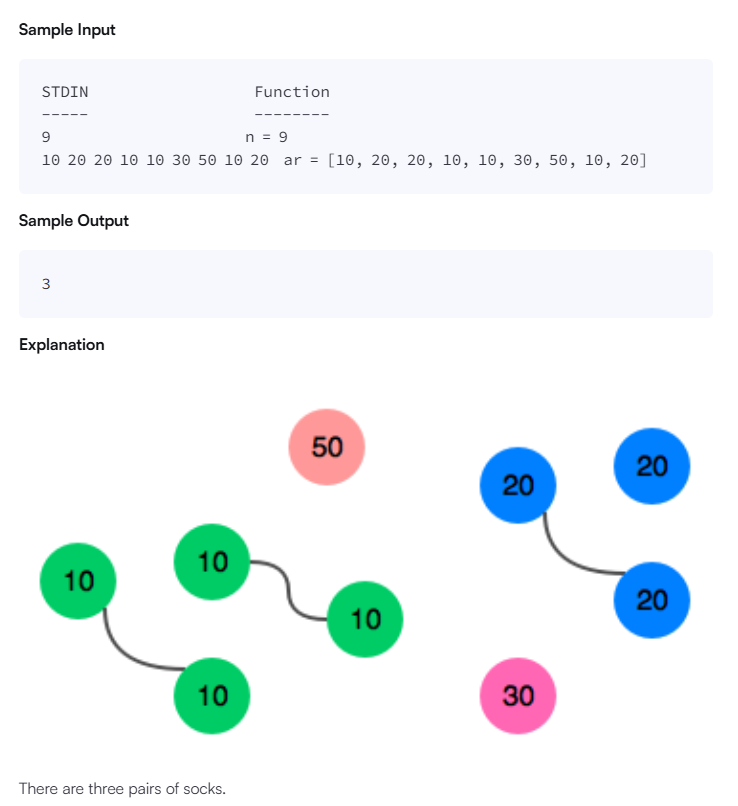 Sample Input
STDIN Function
----- --------
9 n = 9
10 20 20 10 10 30 50 10 20 ar = [10, 20, 20, 10, 10, 30, 50, 10, 20]
Sample Output
3
Explanation
50
20
20
10
10
10
20
10
30
There are three pairs of socks.